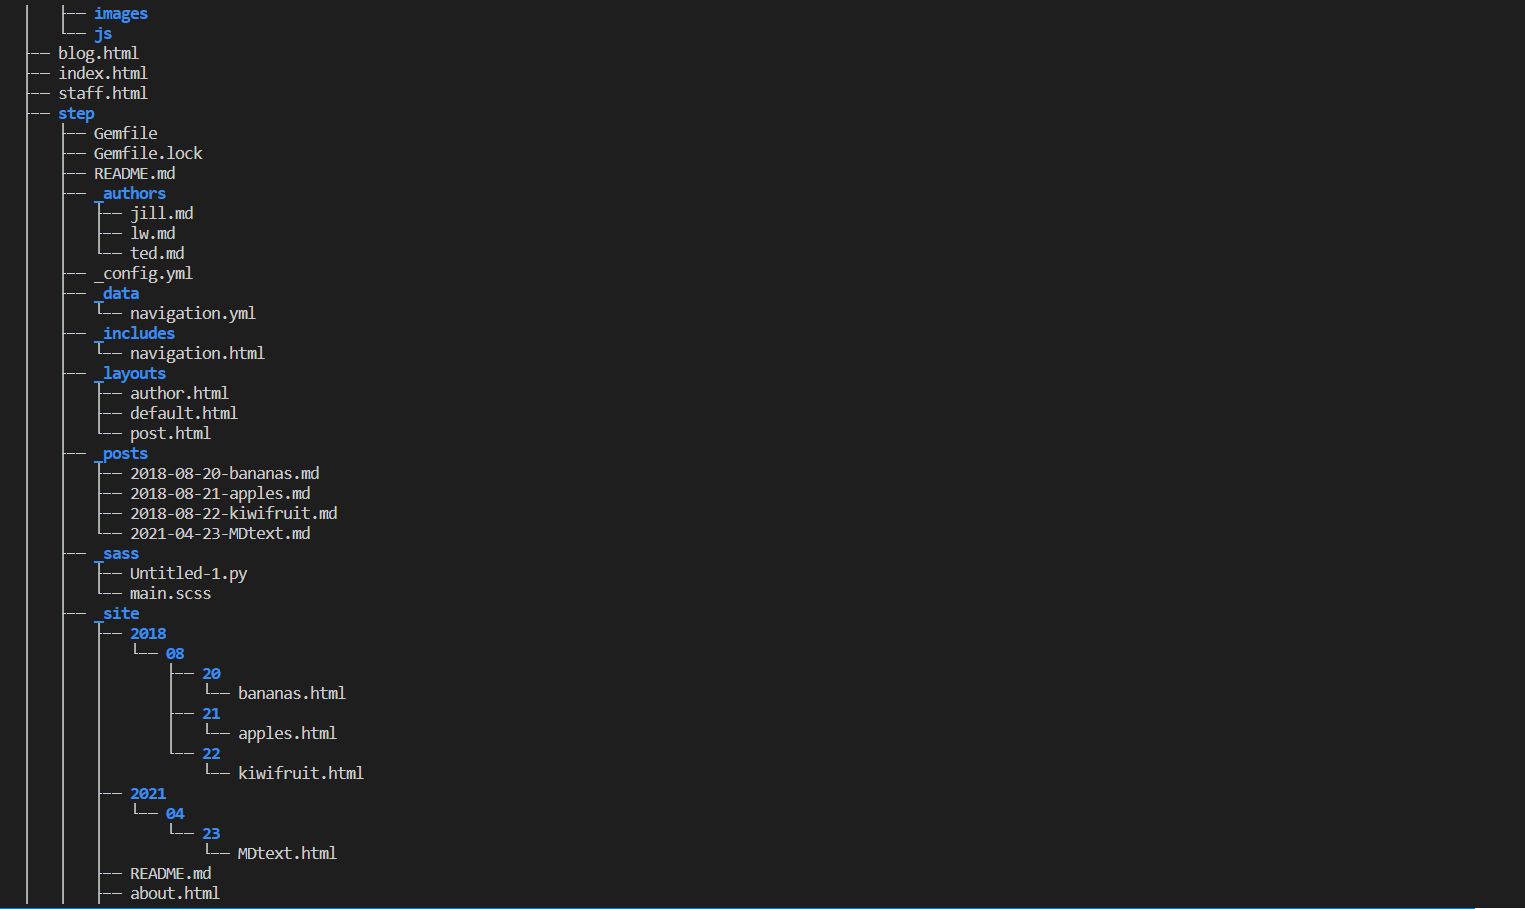 ├── images
└── js
├── blog.html
├── index.html
├── staff.html
├── step
├── Gemfile
├── Gemfile.lock
├── README.md
├── _authors
├── jill.md
├── lw.md
└── ted.md
├── _config.yml
├── _data
└── navigation.yml
├── _includes
└── navigation.html
├── _layouts
├── author.html
├── default.html
└── post.html
├── _posts
├── 2018-08-20-bananas.md
├── 2018-08-21-apples.md
├── 2018-08-22-kiwifruit.md
└── 2021-04-23-MDtext.md
├── _sass
├── Untitled-1.py
└── main.scss
├── _site
├── 2018
└── 08
├── 20
└── bananas.html
├── 21
└── apples.html
└── 22
└── kiwifruit.html
├── 2021
└── 04
└── 23
└── MDtext.html
├── README.md
├── about.html